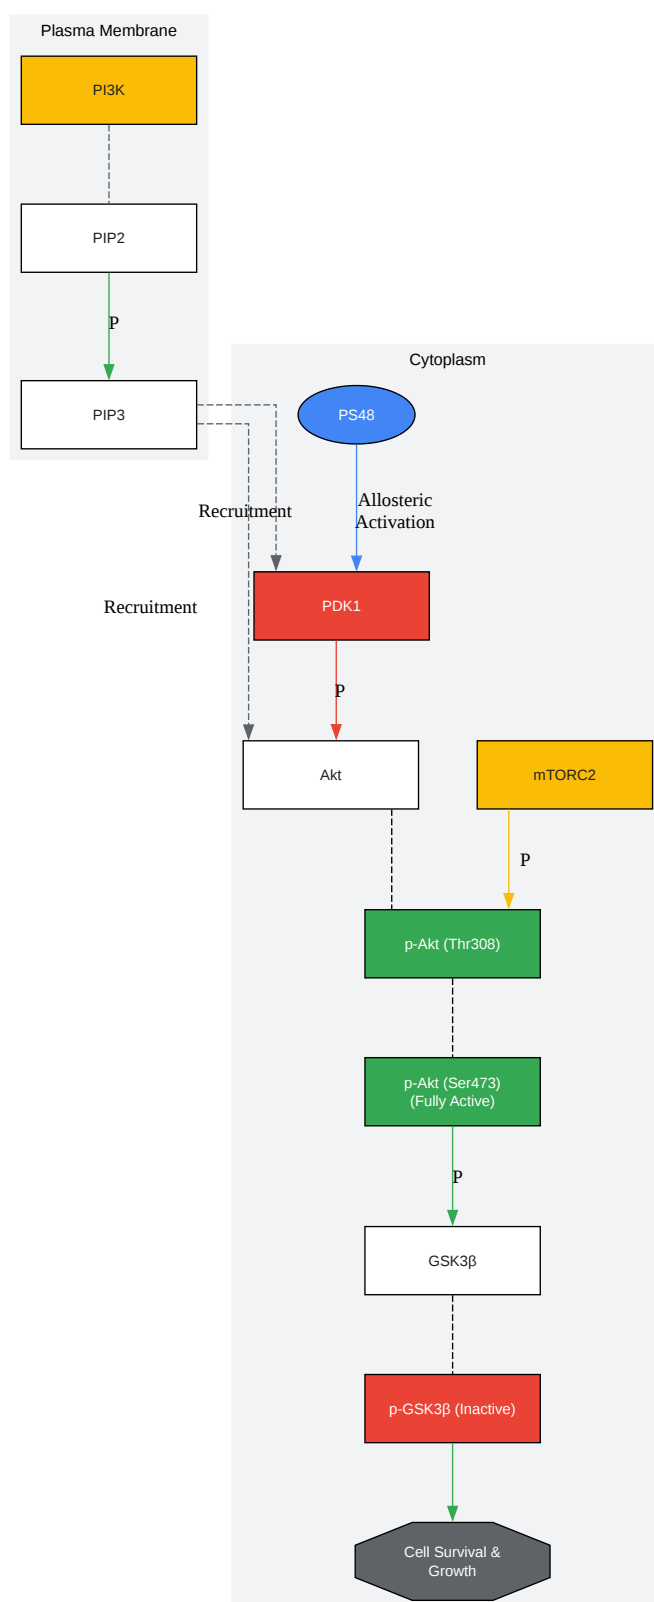 Plasma Membrane
PI3K
PIP2
P
PIP3
Cytoplasm
PS48
Recruitment
Allosteric
Activation
Recruitment
PDK1
P
Akt
mTORC2
P
p-Akt (Thr308)
p-Akt (Ser473)
(Fully Active)
P
GSK3β
p-GSK3β (Inactive)
Cell Survival &
Growth